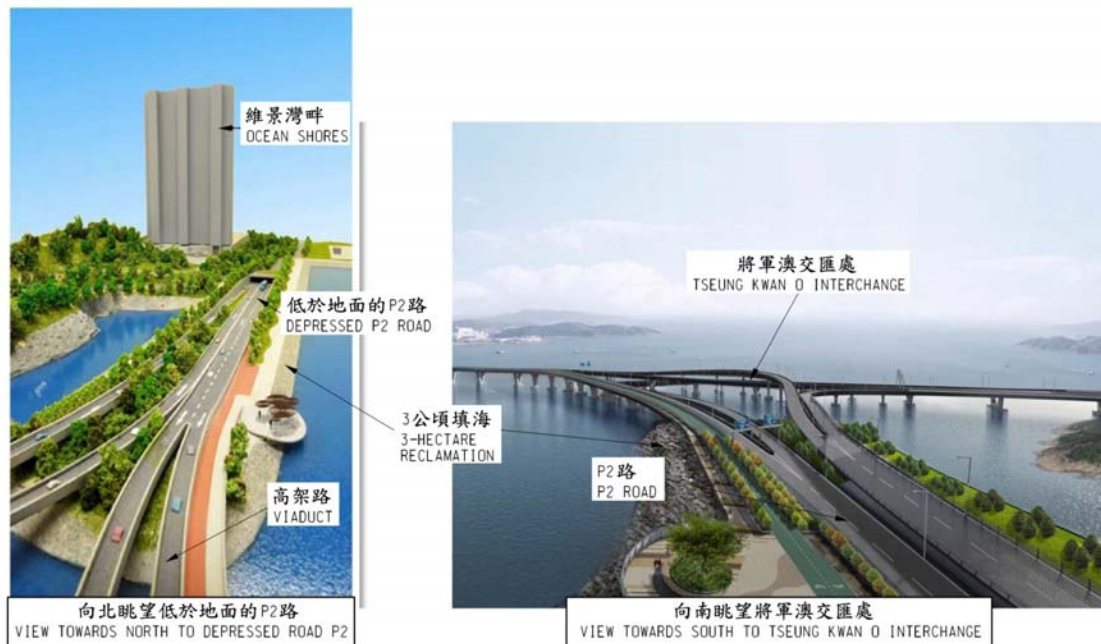 維景灣畔
OCEAN SHORES
低於地面的P2路
DEPRESSED P2 ROAD
3公頃填海
3-HECTARE
RECLAMATION
高架路
VIADUCT
向北眺望低於地面的P2路
VIEW TOWARDS NORTH TO DEPRESSED ROAD P2
將軍澳交匯處
TSEUNG KWAN O INTERCHANGE
P2路
P2 ROAD
向南眺望將軍澳交匯處
VIEW TOWARDS SOUTH TO TSEUNG KWAN O INTERCHANGE